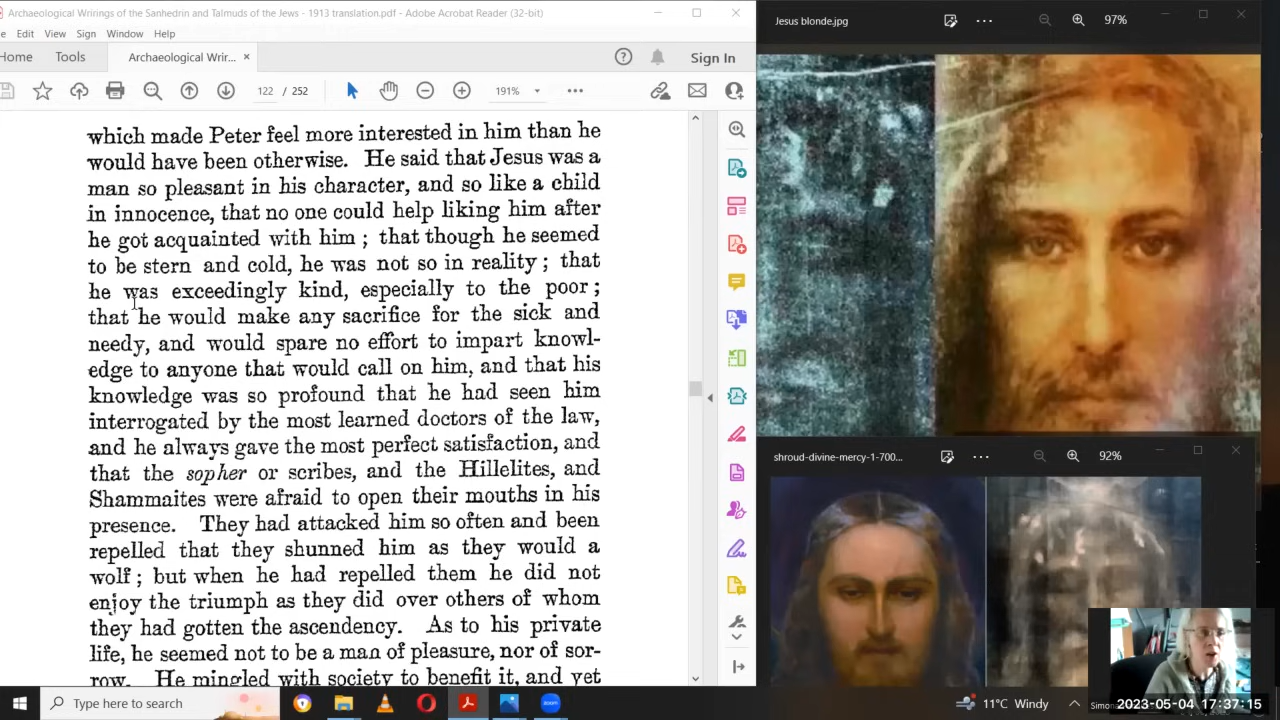 Archaeological Wrirings of the Sanhedrin and Talmuds of the Jews - 1913 translation.pdf - Adobe Acrobat Reader (32-bit)
e Edit View Sign Window Help
Home Tools Archaeological Wrir... × Sign In
122 / 252 191%
which made Peter feel more interested in him than he
would have been otherwise. He said that Jesus was a
man so pleasant in his character, and so like a child
in innocence, that no one could help liking him after
he got acquainted with him ; that though he seemed
to be stern and cold, he was not so in reality ; that
he was exceedingly kind, especially to the poor ;
that he would make any sacrifice for the sick and
needy, and would spare no effort to impart knowl-
edge to anyone that would call on him, and that his
knowledge was so profound that he had seen him
interrogated by the most learned doctors of the law,
and he always gave the most perfect satisfaction, and
that the sopher or scribes, and the Hillelites, and
Shammaites were afraid to open their mouths in his
presence. They had attacked him so often and been
repelled that they shunned him as they would a
wolf ; but when he had repelled them he did not
enjoy the triumph as they did over others of whom
they had gotten the ascendency. As to his private
life, he seemed not to be a man of pleasure, nor of sor-
row. He mingled with society to benefit it, and yet
Jesus blonde.jpg 97%
shroud-divine-mercy-1-700... 92%
Type here to search
zoom
11°C Windy
Simon
2023-05-04 17:37:15